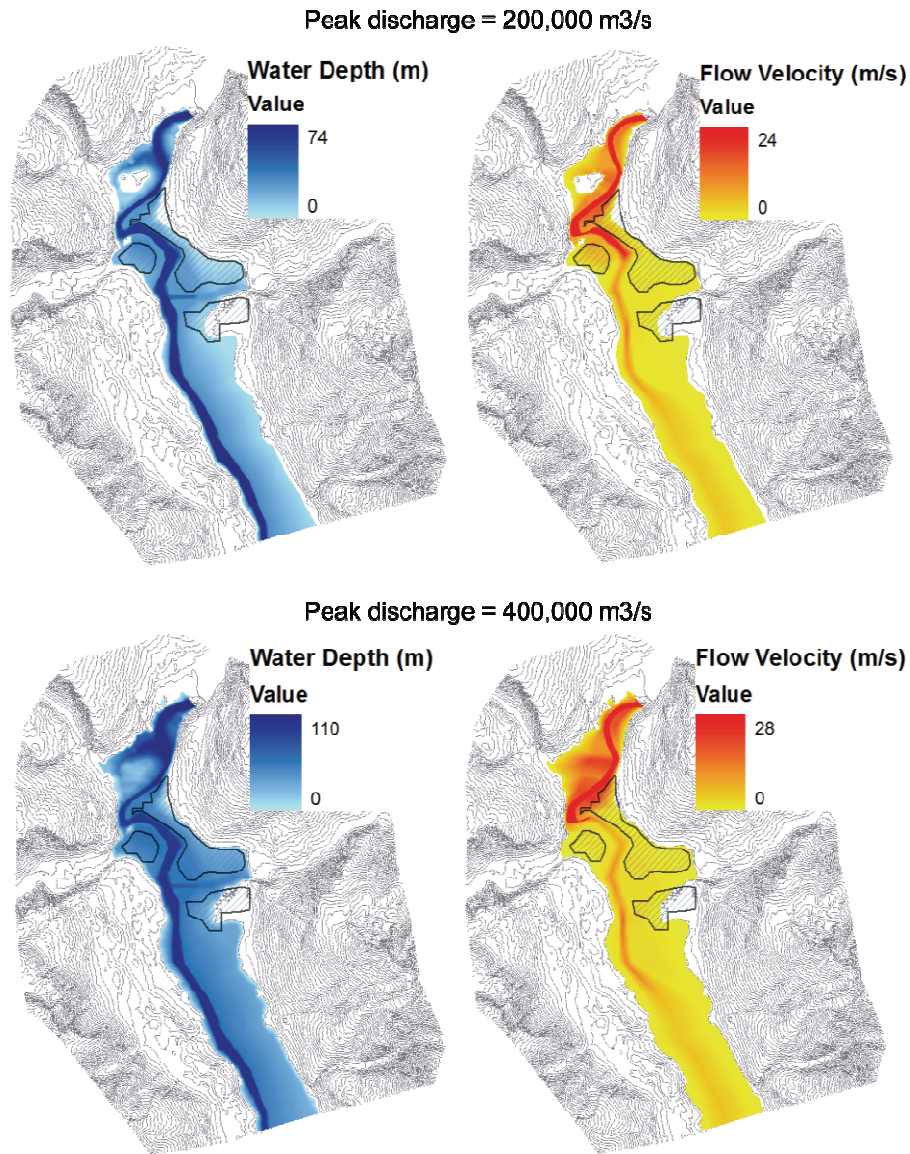 Peak discharge = 200,000 m3/s
Water Depth (m)
Value
74
0
Flow Velocity (m/s)
Value
24
0
Peak discharge = 400,000 m3/s
Water Depth (m)
Value
110
0
Flow Velocity (m/s)
Value
28
0